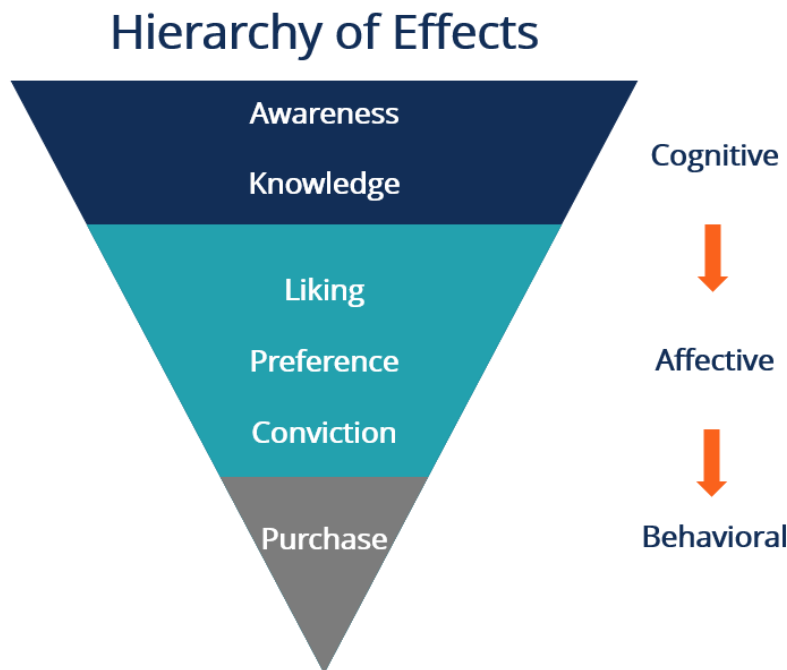 Hierarchy of Effects
Awareness
Knowledge
Cognitive
Liking
Preference
Conviction
Affective
Purchase
Behavioral